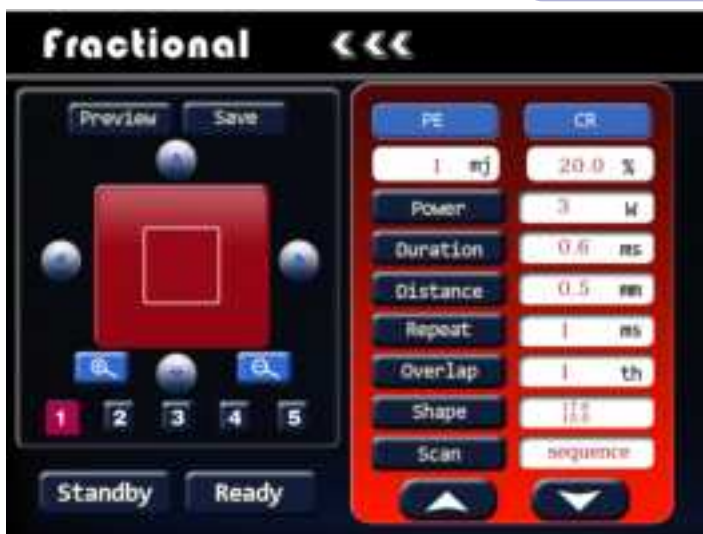 Fractional
Preview Save
1 2 3 4 5
Standby Ready
PE CR
1 mj 20.0 %
Power 3 W
Duration 0.6 ms
Distance 0.5 mm
Repeat 1 ms
Overlap 1 th
Shape
Scan sequence